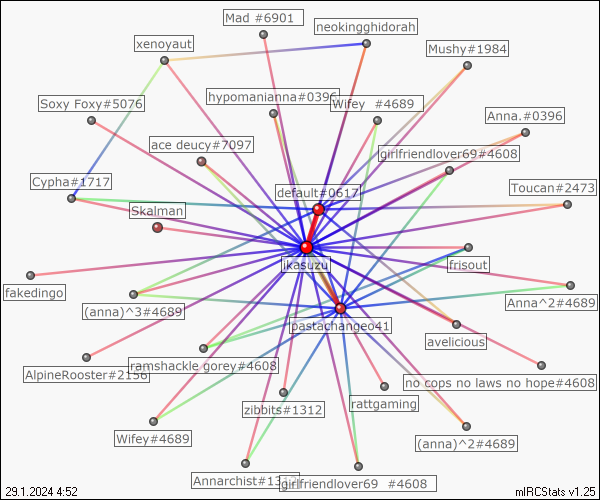 Mad #6901
neokingghidorah
xenoyaut
Mushy#1984
hypomanianna#0396
Wifey #4689
Soxy Foxy#5076
Anna.#0396
ace deucy#7097
girlfriendlover69#4608
Cypha#1717
default#0617
Toucan#2473
Skalman
ikasuzu
frisout
fakedingo
Anna^2#4689
(anna)^3#4689
pastachangeo41
avelicious
ramshackle gorey#4608
AlpineRooster#2156
no cops no laws no hope#4608
zibbits#1312
rattgaming
Wifey#4689
(anna)^2#4689
Annarchist#1312
girlfriendlover69 #4608
29.1.2024 4:52
mIRCStats v1.25